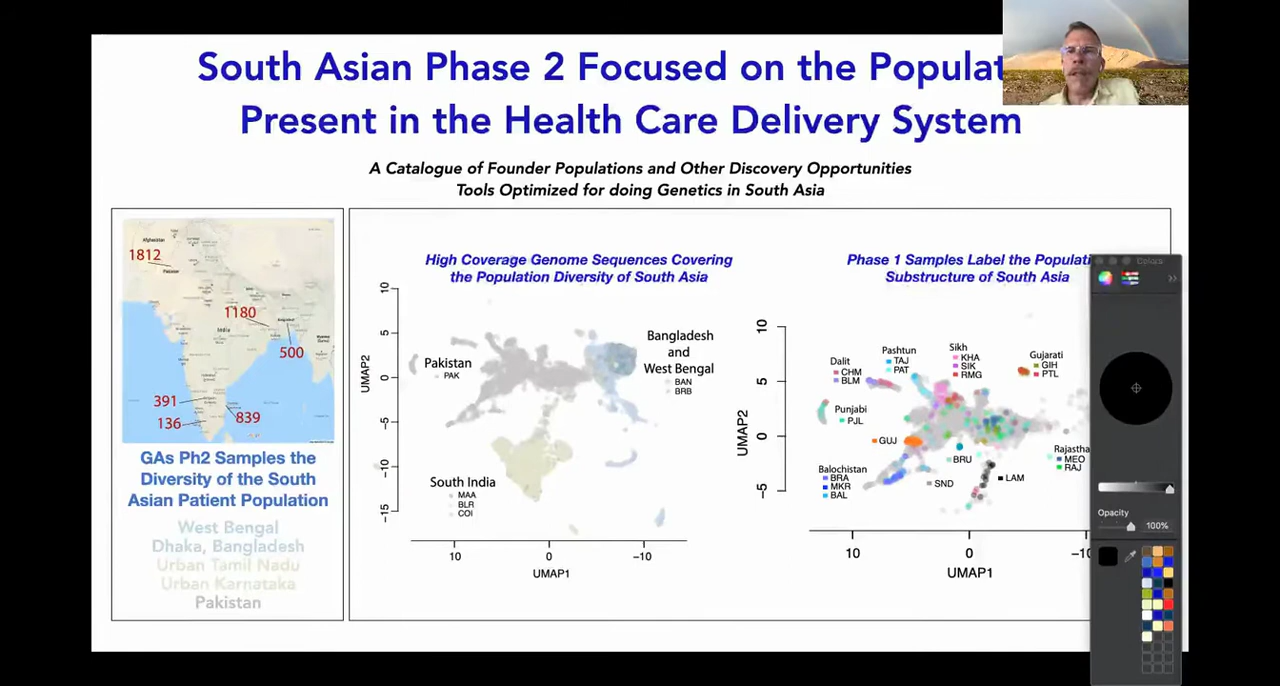 South Asian Phase 2 Focused on the Populat
Present in the Health Care Delivery System
A Catalogue of Founder Populations and Other Discovery Opportunities
Tools Optimized for doing Genetics in South Asia
Afghanistan
1812
Pakistan
1180
India
Bangladesh
500
391
136
839
GAs Ph2 Samples the
Diversity of the South
Asian Patient Population
West Bengal
Dhaka, Bangladesh
Urban Tamil Nadu
Urban Karnataka
Pakistan
High Coverage Genome Sequences Covering
the Population Diversity of South Asia
UMAP2
10
5
0
−5
−10
−15
Pakistan
PAK
Bangladesh
and
West Bengal
BAN
BRB
South India
MAA
BLR
COI
10
0
−10
UMAP1
Phase 1 Samples Label the Populati
Substructure of South Asia
UMAP2
10
5
0
−5
Dalit
CHM
BLM
Pashtun
TAJ
PAT
Sikh
KHA
SIK
RMG
Gujarati
GIH
PTL
Punjabi
PJL
GUJ
BRU
Rajastha
MEO
RAJ
Balochistan
BRA
MKR
BAL
SND
LAM
10
0
−10
UMAP1
Colors
Opacity
100%